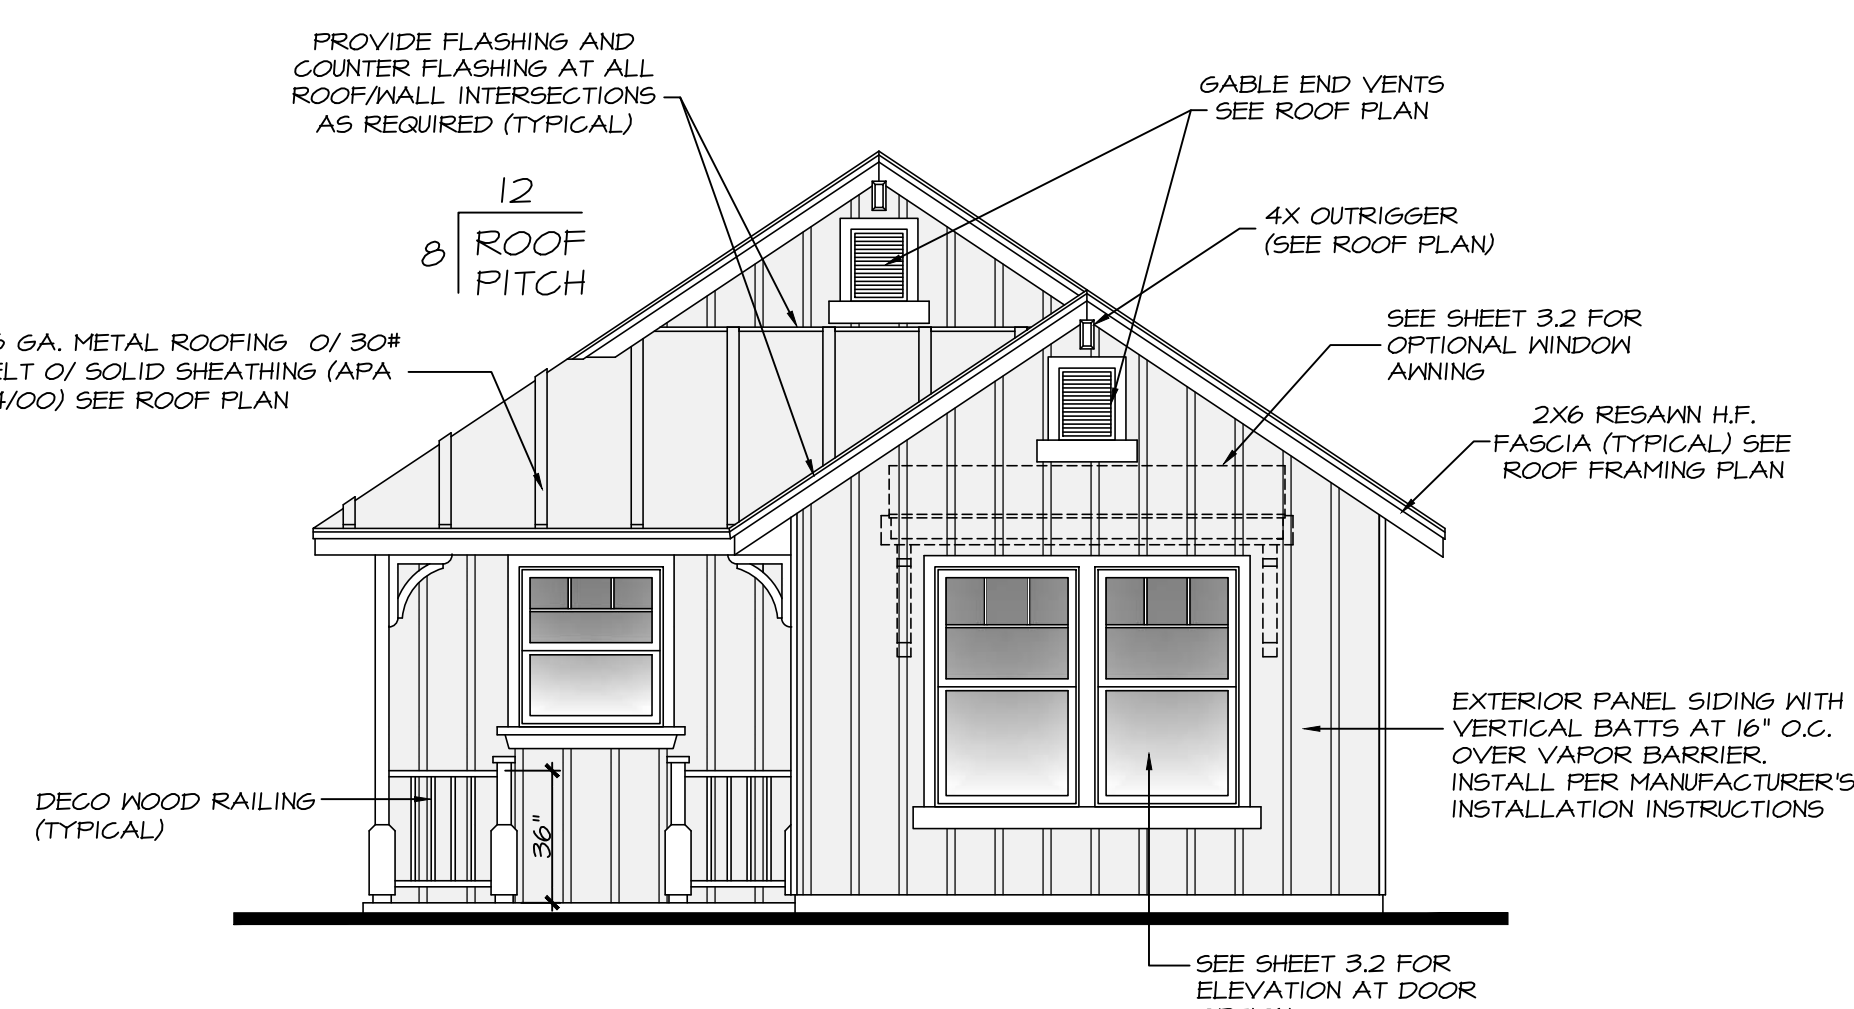 PROVIDE FLASHING AND
COUNTER FLASHING AT ALL
ROOF/WALL INTERSECTIONS
AS REQUIRED (TYPICAL)
GABLE END VENTS
SEE ROOF PLAN
12
8
ROOF
PITCH
4X OUTRIGGER
(SEE ROOF PLAN)
GA. METAL ROOFING O/ 30#
O/ SOLID SHEATHING (APA
SEE ROOF PLAN
SEE SHEET 3.2 FOR
OPTIONAL WINDOW
AWNING
2X6 RESAWN H.F.
FASCIA (TYPICAL) SEE
ROOF FRAMING PLAN
EXTERIOR PANEL SIDING WITH
VERTICAL BATTS AT 16" O.C.
OVER VAPOR BARRIER.
INSTALL PER MANUFACTURER'S
INSTALLATION INSTRUCTIONS
DECO WOOD RAILING
(TYPICAL)
36"
SEE SHEET 3.2 FOR
ELEVATION AT DOOR